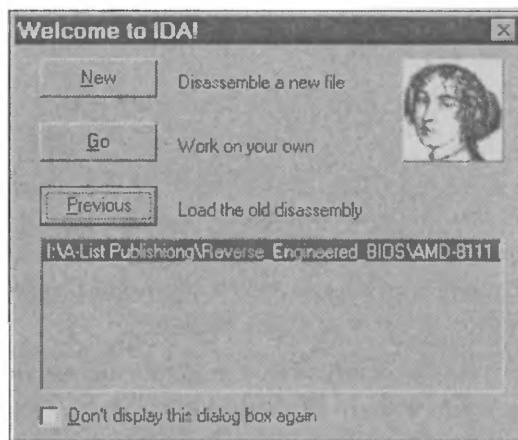 Welcome to IDA!
New
Disassemble a new file
Go
Work on your own
Previous
Load the old disassembly
I:\A-List Publishiong\Reverse_Engineered_BIOS\AMD-8111
Don't display this dialog box again